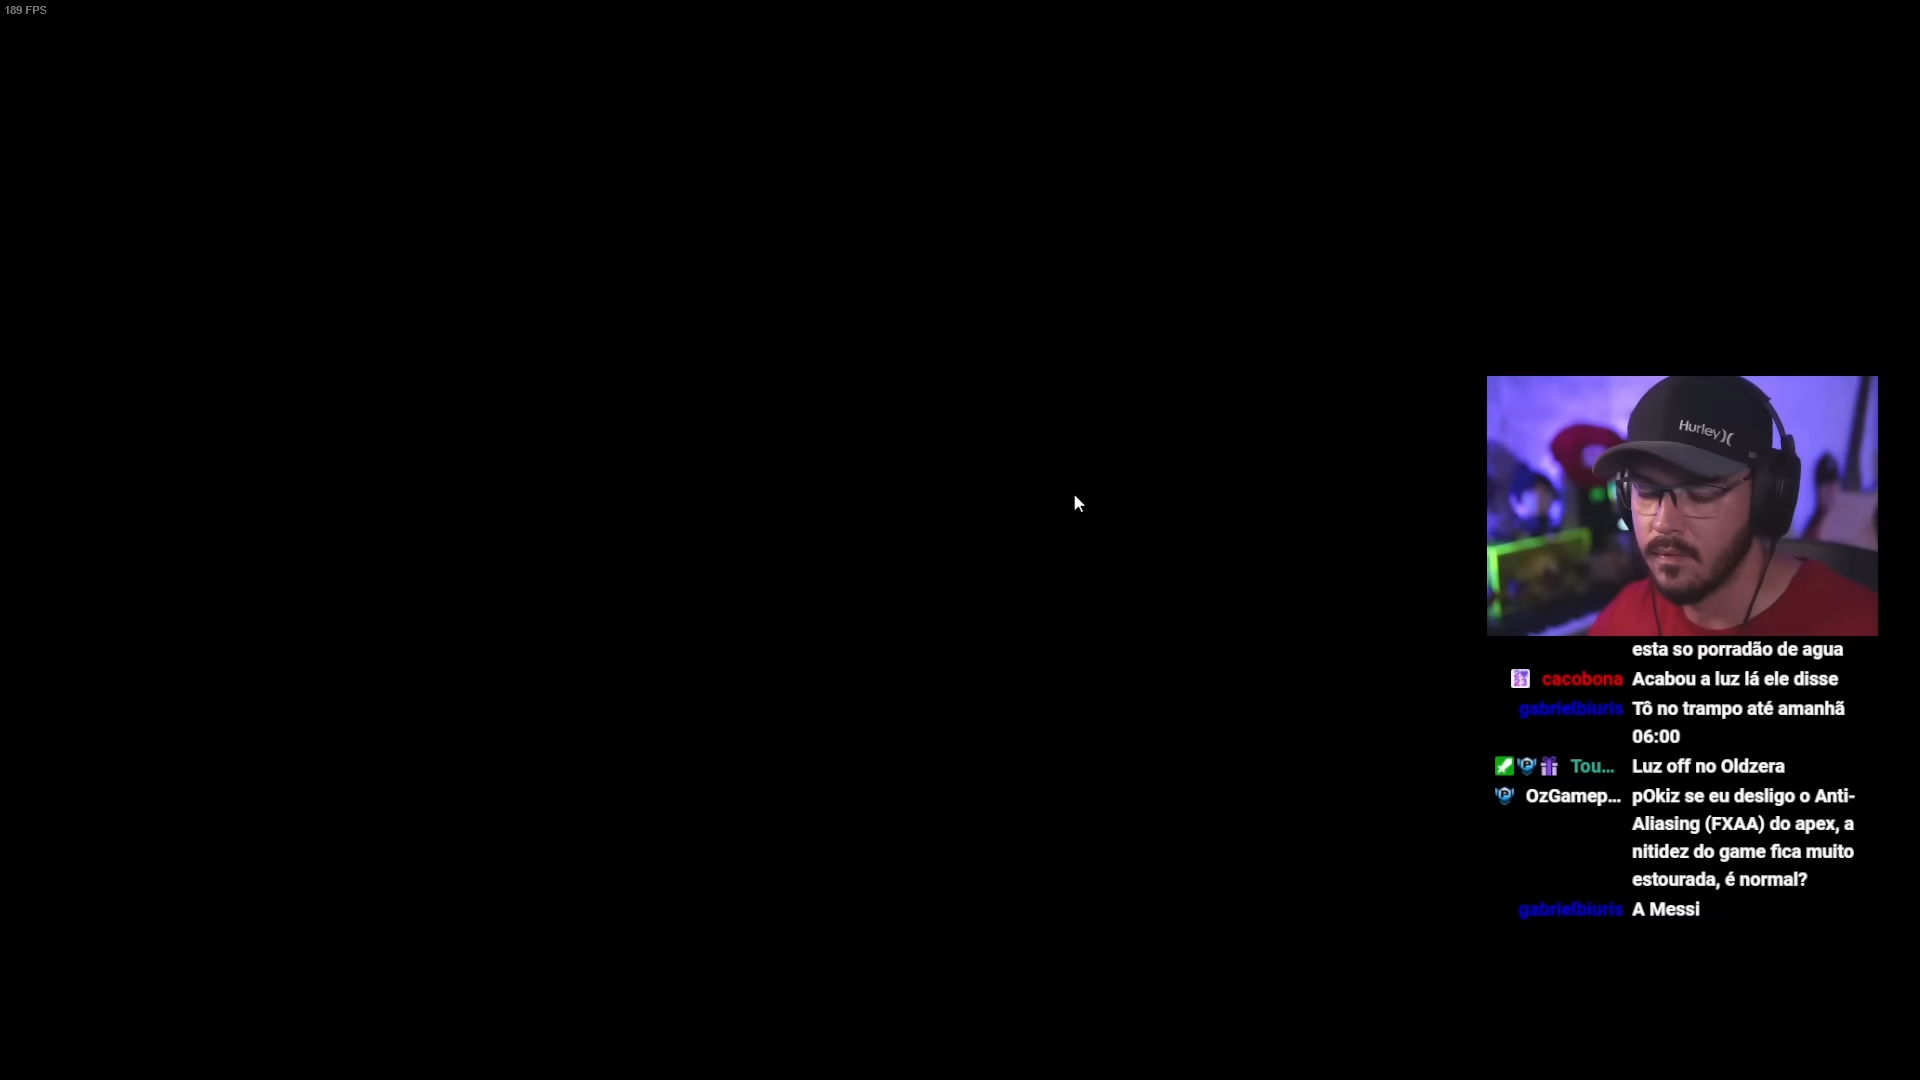 189 FPS
Hurley
esta so porradão de agua
cacobona Acabou a luz lá ele disse
gabrielbiuris Tô no trampo até amanhã
06:00
Tou... Luz off no Oldzera
OzGamep... pOkiz se eu desligo o Anti-
Aliasing (FXAA) do apex, a
nitidez do game fica muito
estourada, é normal?
gabrielbiuris A Messi